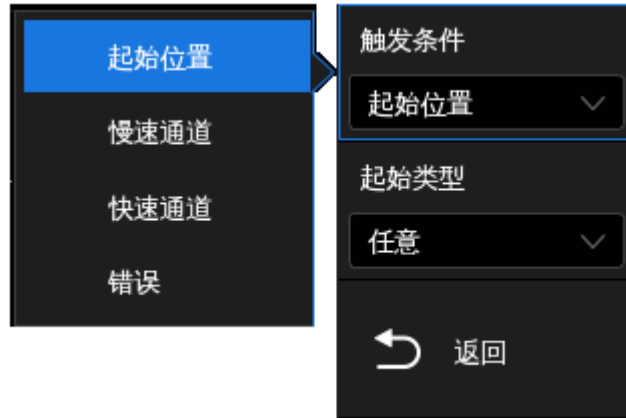 起始位置
慢速通道
快速通道
错误
触发条件
起始位置
起始类型
任意
返回